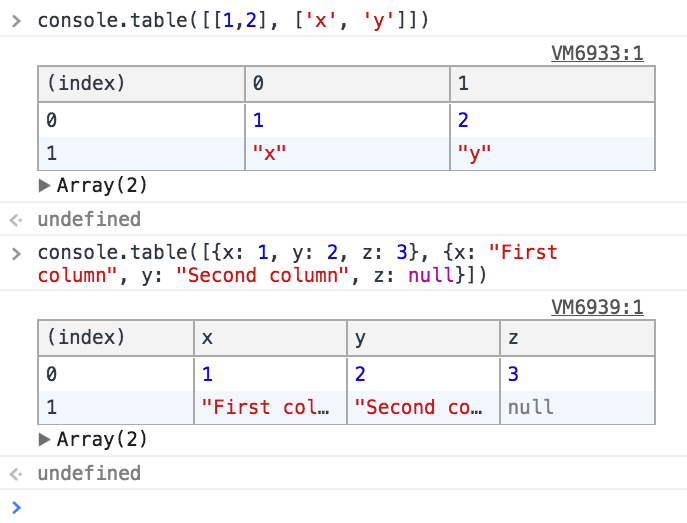 console.table([[1,2], ['x', 'y']])
VM6933:1
(index) 0 1
0 1 2
1 "x" "y"
Array(2)
undefined
console.table([{x: 1, y: 2, z: 3}, {x: "First
column", y: "Second column", z: null}])
VM6939:1
(index) x y z
0 1 2 3
1 "First col… "Second co… null
Array(2)
undefined